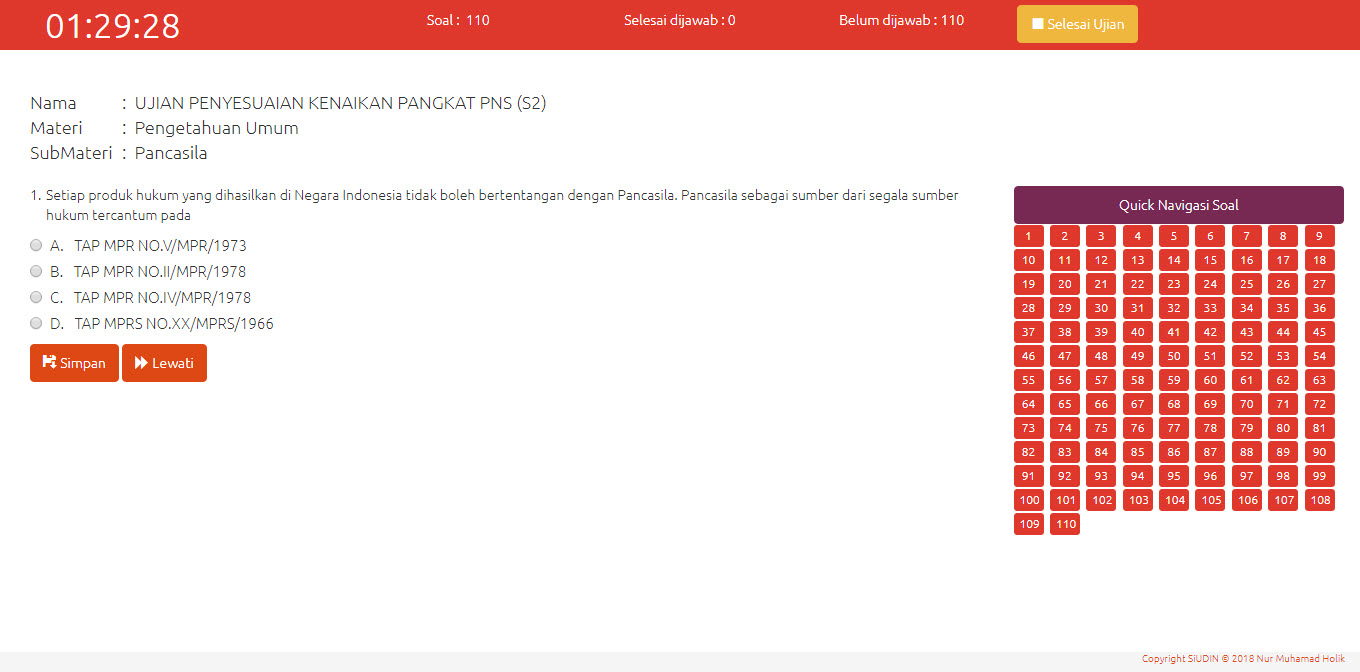 01:29:28
Soal : 110
Selesai dijawab : 0
Belum dijawab : 110
Selesai Ujian
Nama : UJIAN PENYESUAIAN KENAIKAN PANGKAT PNS (S2)
Materi : Pengetahuan Umum
SubMateri : Pancasila
1. Setiap produk hukum yang dihasilkan di Negara Indonesia tidak boleh bertentangan dengan Pancasila. Pancasila sebagai sumber dari segala sumber
hukum tercantum pada
A. TAP MPR NO.V/MPR/1973
B. TAP MPR NO.II/MPR/1978
C. TAP MPR NO.IV/MPR/1978
D. TAP MPRS NO.XX/MPRS/1966
Simpan Lewati
Quick Navigasi Soal
1 2 3 4 5 6 7 8 9
10 11 12 13 14 15 16 17 18
19 20 21 22 23 24 25 26 27
28 29 30 31 32 33 34 35 36
37 38 39 40 41 42 43 44 45
46 47 48 49 50 51 52 53 54
55 56 57 58 59 60 61 62 63
64 65 66 67 68 69 70 71 72
73 74 75 76 77 78 79 80 81
82 83 84 85 86 87 88 89 90
91 92 93 94 95 96 97 98 99
100 101 102 103 104 105 106 107 108
109 110
Copyright SiUDIN © 2018 Nur Muhamad Holik